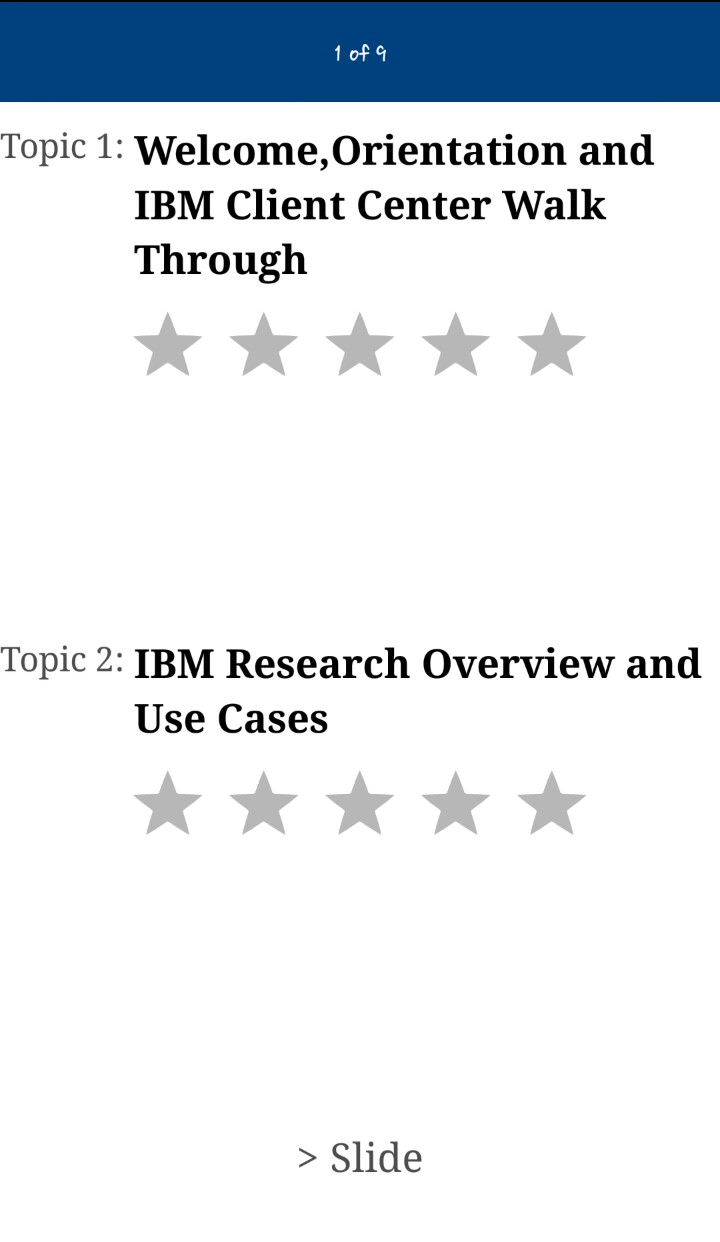 1 of 9
Topic 1: Welcome,Orientation and
IBM Client Center Walk
Through
Topic 2: IBM Research Overview and
Use Cases
> Slide